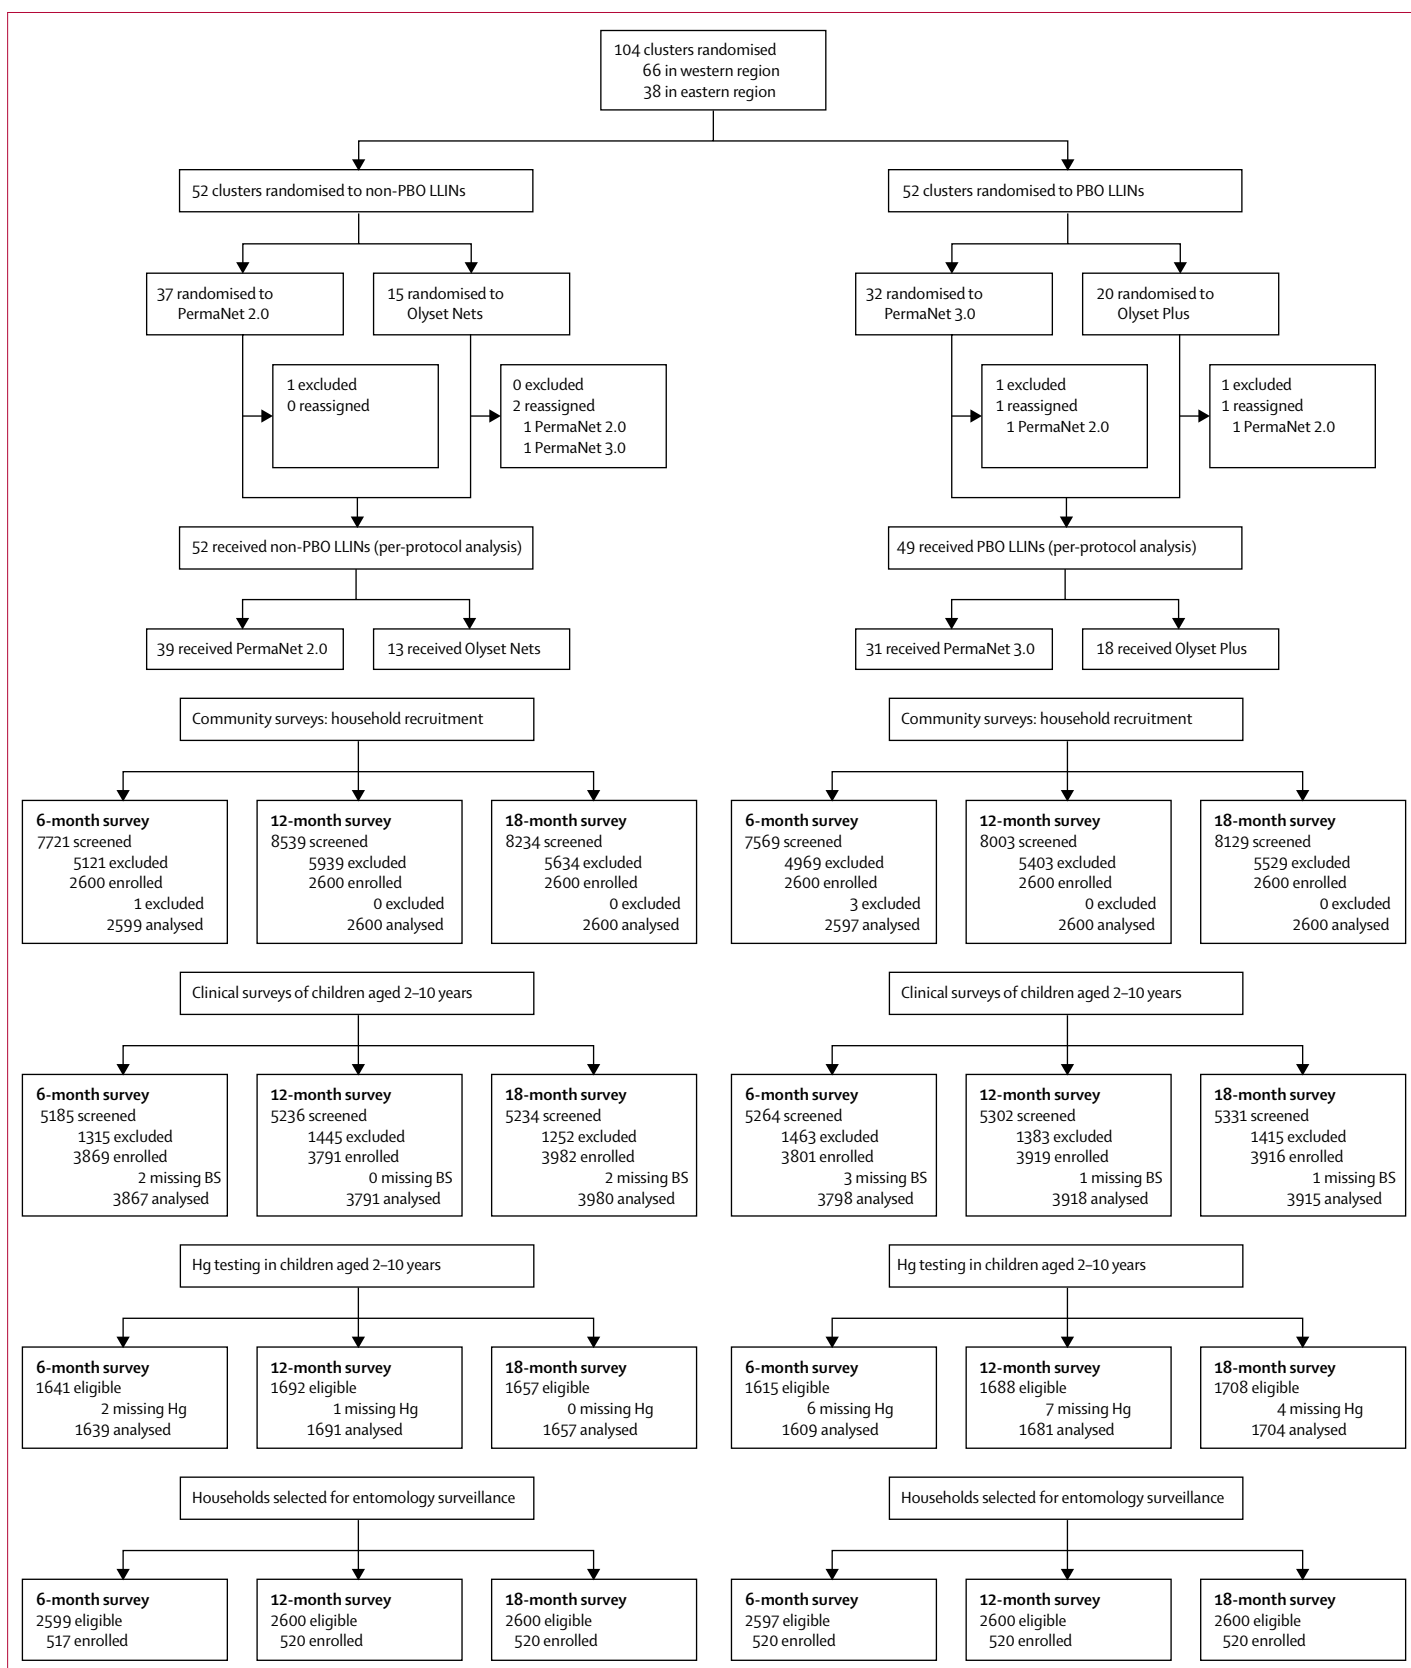 104 clusters randomised
66 in western region
38 in eastern region
52 clusters randomised to non-PBO LLINs
52 clusters randomised to PBO LLINs
37 randomised to
PermaNet 2.0
15 randomised to
Olyset Nets
32 randomised to
PermaNet 3.0
20 randomised to
Olyset Plus
1 excluded
0 reassigned
0 excluded
2 reassigned
1 PermaNet 2.0
1 PermaNet 3.0
1 excluded
1 reassigned
1 PermaNet 2.0
1 excluded
1 reassigned
1 PermaNet 2.0
52 received non-PBO LLINs (per-protocol analysis)
49 received PBO LLINs (per-protocol analysis)
39 received PermaNet 2.0
13 received Olyset Nets
31 received PermaNet 3.0
18 received Olyset Plus
Community surveys: household recruitment
Community surveys: household recruitment
6-month survey
7721 screened
5121 excluded
2600 enrolled
1 excluded
2599 analysed
12-month survey
8539 screened
5939 excluded
2600 enrolled
0 excluded
2600 analysed
18-month survey
8234 screened
5634 excluded
2600 enrolled
0 excluded
2600 analysed
6-month survey
7569 screened
4969 excluded
2600 enrolled
3 excluded
2597 analysed
12-month survey
8003 screened
5403 excluded
2600 enrolled
0 excluded
2600 analysed
18-month survey
8129 screened
5529 excluded
2600 enrolled
0 excluded
2600 analysed
Clinical surveys of children aged 2–10 years
Clinical surveys of children aged 2–10 years
6-month survey
5185 screened
1315 excluded
3869 enrolled
2 missing BS
3867 analysed
12-month survey
5236 screened
1445 excluded
3791 enrolled
0 missing BS
3791 analysed
18-month survey
5234 screened
1252 excluded
3982 enrolled
2 missing BS
3980 analysed
6-month survey
5264 screened
1463 excluded
3801 enrolled
3 missing BS
3798 analysed
12-month survey
5302 screened
1383 excluded
3919 enrolled
1 missing BS
3918 analysed
18-month survey
5331 screened
1415 excluded
3916 enrolled
1 missing BS
3915 analysed
Hg testing in children aged 2–10 years
Hg testing in children aged 2–10 years
6-month survey
1641 eligible
2 missing Hg
1639 analysed
12-month survey
1692 eligible
1 missing Hg
1691 analysed
18-month survey
1657 eligible
0 missing Hg
1657 analysed
6-month survey
1615 eligible
6 missing Hg
1609 analysed
12-month survey
1688 eligible
7 missing Hg
1681 analysed
18-month survey
1708 eligible
4 missing Hg
1704 analysed
Households selected for entomology surveillance
Households selected for entomology surveillance
6-month survey
2599 eligible
517 enrolled
12-month survey
2600 eligible
520 enrolled
18-month survey
2600 eligible
520 enrolled
6-month survey
2597 eligible
520 enrolled
12-month survey
2600 eligible
520 enrolled
18-month survey
2600 eligible
520 enrolled